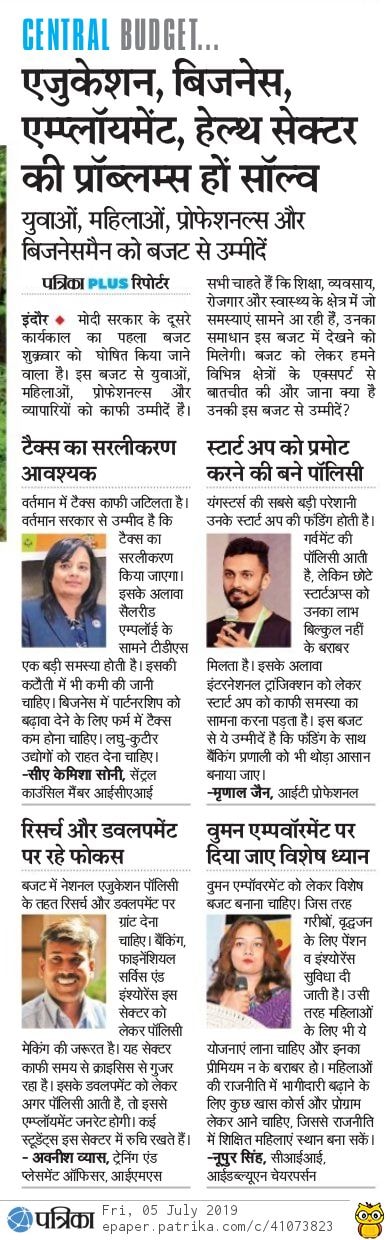 CENTRAL BUDGET...
एजुकेशन, बिजनेस,
एम्प्लॉयमेंट, हेल्थ सेक्टर
की प्रॉब्लम्स हों सॉल्व
युवाओं, महिलाओं, प्रोफेशनल्स और
बिजनेसमैन को बजट से उम्मीदें
पत्रिका PLUS रिपोर्टर
इंदौर ◆ मोदी सरकार के दूसरे
कार्यकाल का पहला बजट
शुक्रवार को घोषित किया जाने
वाला है। इस बजट से युवाओं,
महिलाओं, प्रोफेशनल्स और
व्यापारियों को काफी उम्मीदें है।
सभी चाहते हैं कि शिक्षा, व्यवसाय,
रोजगार और स्वास्थ्य के क्षेत्र में जो
समस्याएं सामने आ रही है, उनका
समाधान इस बजट में देखने को
मिलेगी। बजट को लेकर हमने
विभिन्न क्षेत्रों के एक्सपर्ट से
बातचीत की और जाना क्या है
उनकी इस बजट से उम्मीदें?
टैक्स का सरलीकरण
आवश्यक
वर्तमान में टैक्स काफी जटिलता है।
वर्तमान सरकार से उम्मीद है कि
टैक्स का
सरलीकरण
किया जाएगा।
इसके अलावा
सैलरीड
एम्पलॉई के
सामने टीडीएस
एक बड़ी समस्या होती है। इसकी
कटौती में भी कमी की जानी
चाहिए। बिजनेस में पार्टनरशिप को
बढ़ावा देने के लिए फर्म में टैक्स
कम होना चाहिए। लघु-कुटीर
उद्योगों को राहत देना चाहिए।
-सीए केमिशा सोनी, सेंट्रल
काउंसिल मैंबर आईसीएआई
स्टार्ट अप को प्रमोट
करने की बने पॉलिसी
यंगस्टर्स की सबसे बड़ी परेशानी
उनके स्टार्ट अप की फंडिंग होती है।
गर्वमेंट की
पॉलिसी आती
है, लेकिन छोटे
स्टार्टअप्स को
उनका लाभ
बिल्कुल नहीं
के बराबर
मिलता है। इसके अलावा
इंटरनेशनल ट्रांजिक्शन को लेकर
स्टार्ट अप को काफी समस्या का
सामना करना पड़ता है। इस बजट
से ये उम्मीदें है कि फंडिंग के साथ
बैंकिंग प्रणाली को भी थोड़ा आसान
बनाया जाए।
-मृणाल जैन, आईटी प्रोफेशनल
रिसर्च और डवलपमेंट
पर रहे फोकस
बजट में नेशनल एजुकेशन पॉलिसी
के तहत रिसर्च और डवलपमेंट पर
ग्रांट देना
चाहिए। बैंकिंग,
फाइनेंशियल
सर्विस एंड
इंश्योरेंस इस
सेक्टर को
लेकर पॉलिसी
मेकिंग की जरूरत है। यह सेक्टर
काफी समय से क्राइसिस से गुजर
रहा है। इसके डवलपमेंट को लेकर
अगर पॉलिसी आती है, तो इससे
एम्प्लॉयमेंट जनरेट होगी। कई
स्टूडेंट्स इस सेक्टर में रुचि रखते हैं।
- अवनीश व्यास, ट्रेनिंग एंड
प्लेसमेंट ऑफिसर, आईएमएस
वुमन एम्पवॉरमेंट पर
दिया जाए विशेष ध्यान
वुमन एम्पॉवरमेंट को लेकर विशेष
बजट बनाना चाहिए। जिस तरह
गरीबों, वृद्वजन
के लिए पेंशन
व इंश्योरेंस
सुविधा दी
जाती है। उसी
तरह महिलाओं
के लिए भी ये
योजनाएं लाना चाहिए और इनका
प्रीमियम न के बराबर हो। महिलाओं
की राजनीति में भागीदारी बढ़ाने के
लिए कुछ खास कोर्स और प्रोग्राम
लेकर आने चाहिए, जिससे राजनीति
में शिक्षित महिलाएं स्थान बना सकें।
-नूपुर सिंह, सीआईआई,
आईडब्ल्यूएन चेयरपर्सन
पत्रिका Fri, 05 July 2019
epaper.patrika.com/c/41073823